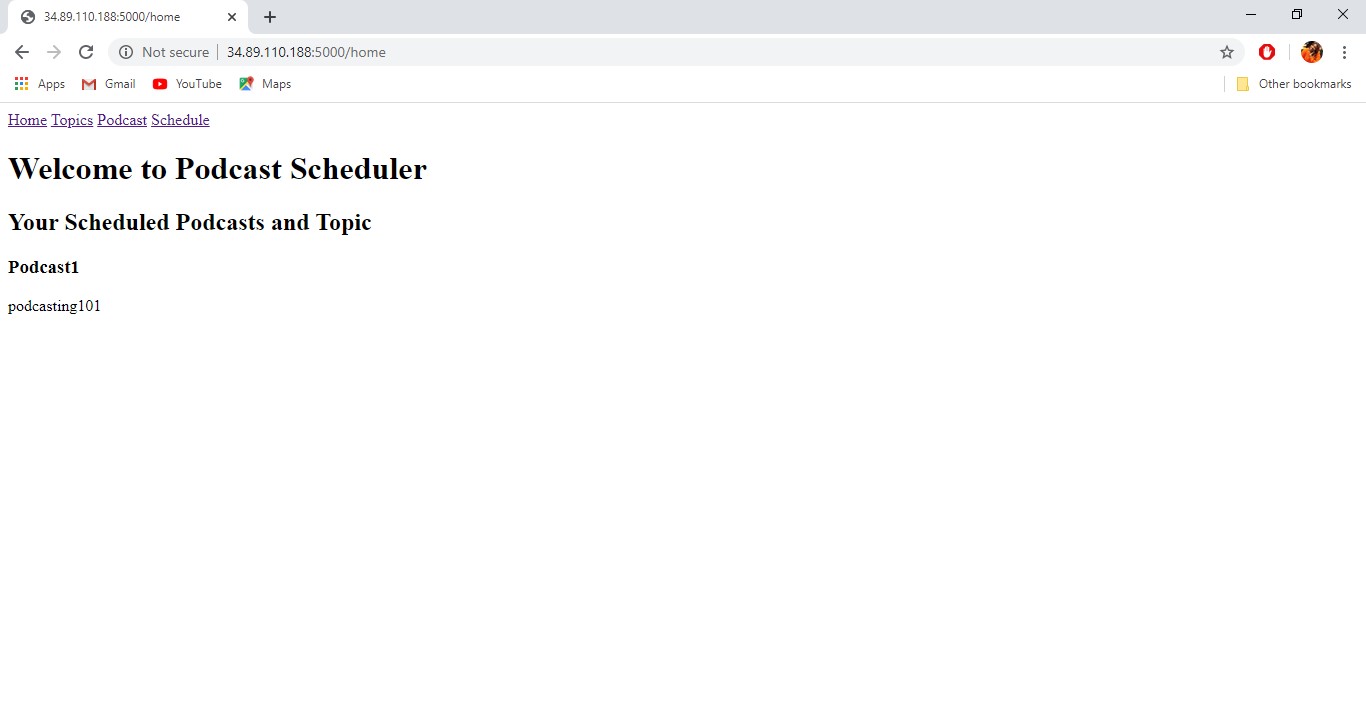 34.89.110.188:5000/home
Not secure 34.89.110.188:5000/home
Apps Gmail YouTube Maps Other bookmarks
Home Topics Podcast Schedule
Welcome to Podcast Scheduler
Your Scheduled Podcasts and Topic
Podcast1
podcasting101